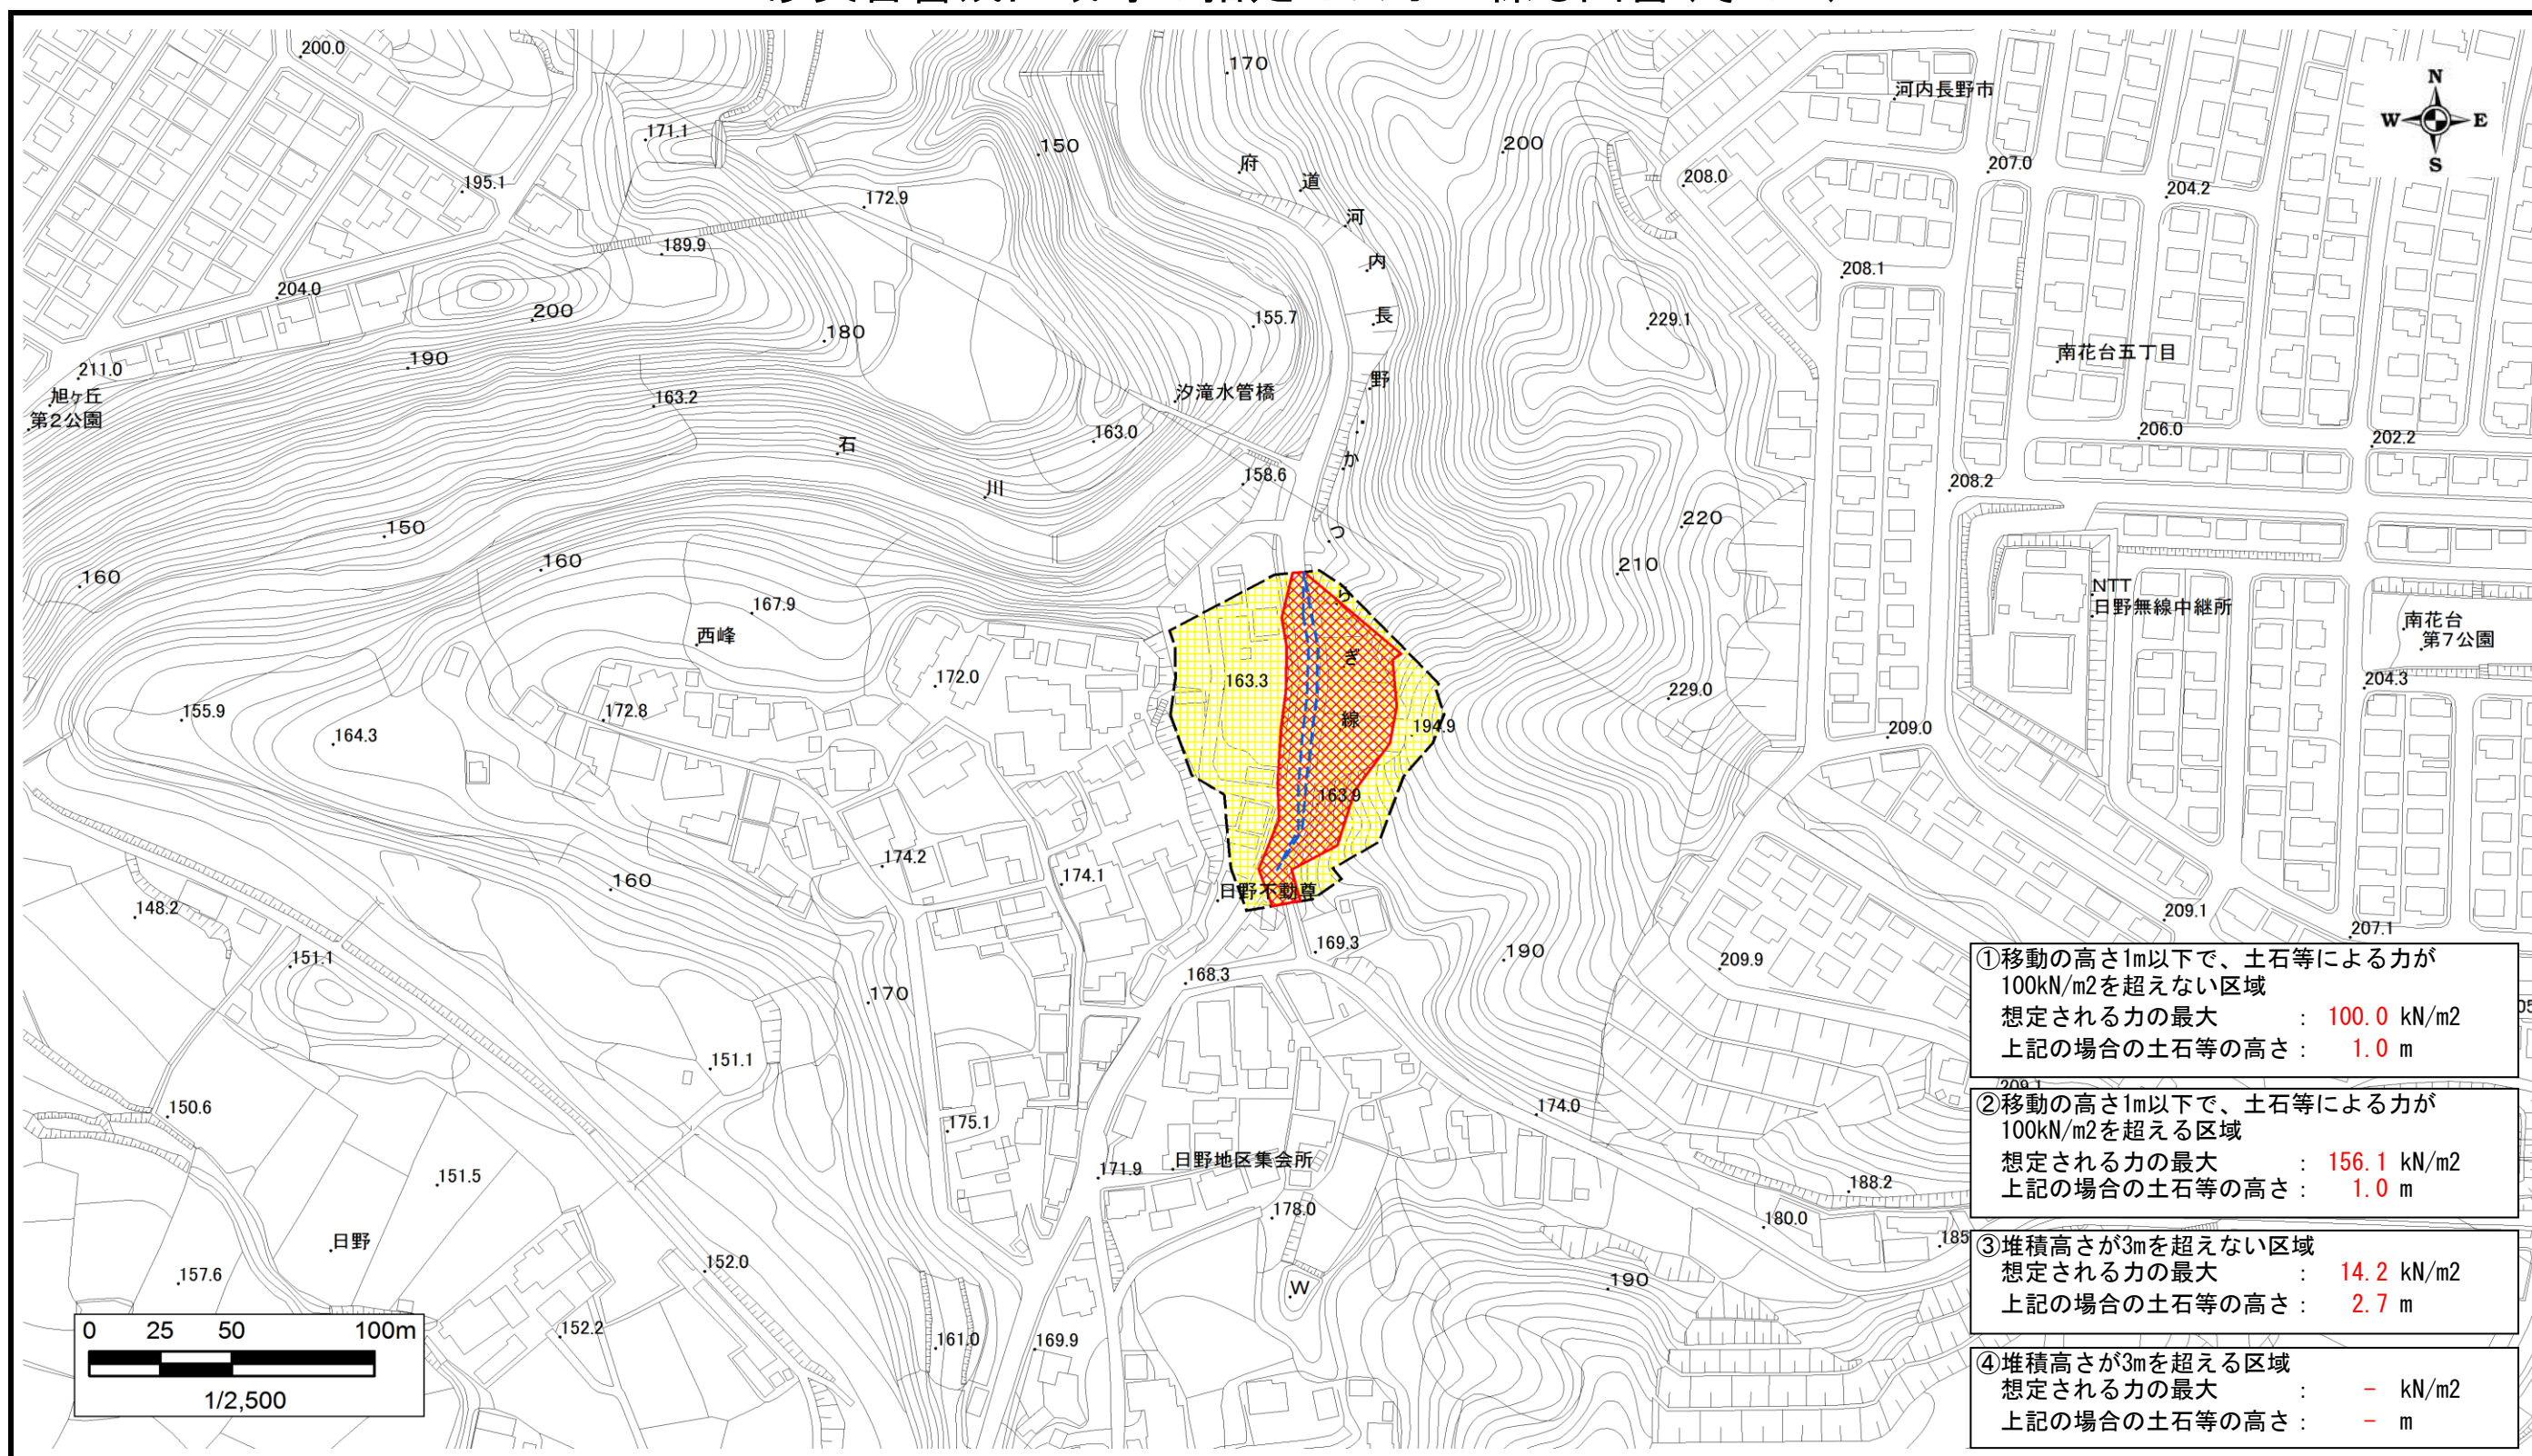 200.0
170
河内長野市
N
W E
S
171.1
150
200
195.1
172.9
府
道
河
内
長
野
・
か
つ
ら
ぎ
線
208.0
207.0
204.2
189.9
208.1
204.0
200
180
155.7
229.1
190
南花台五丁目
211.0
旭ヶ丘
第2公園
163.2
汐滝水管橋
163.0
石
川
206.0
202.2
158.6
208.2
150
220
160
160
210
NTT
日野無線中継所
167.9
西峰
南花台
第7公園
172.0
163.3
229.0
204.3
155.9
172.8
164.3
194.9
209.0
163.9
174.2
174.1
160
日野不動尊
148.2
209.1
207.1
151.1
169.3
190
209.9
168.3
170
151.1
209.1
150.6
175.1
174.0
151.5
171.9
日野地区集会所
188.2
178.0
180.0
185
日野
157.6
152.0
W
190
152.2
161.0
169.9
①移動の高さ1m以下で、土石等による力が
100kN/m2を超えない区域
想定される力の最大 : 100.0 kN/m2
上記の場合の土石等の高さ : 1.0 m
②移動の高さ1m以下で、土石等による力が
100kN/m2を超える区域
想定される力の最大 : 156.1 kN/m2
上記の場合の土石等の高さ : 1.0 m
③堆積高さが3mを超えない区域
想定される力の最大 : 14.2 kN/m2
上記の場合の土石等の高さ : 2.7 m
④堆積高さが3mを超える区域
想定される力の最大 : － kN/m2
上記の場合の土石等の高さ : － m
0 25 50 100m
1/2,500